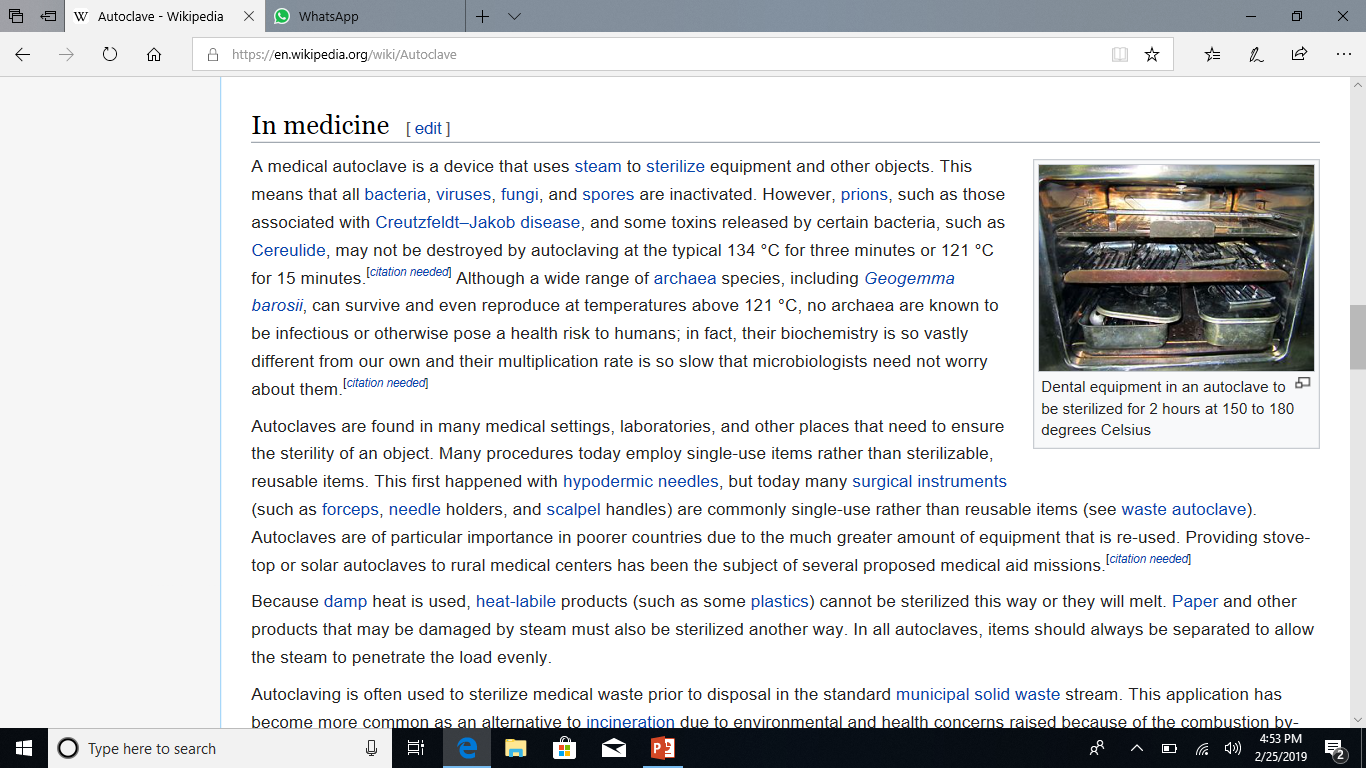 Autoclave - Wikipedia
WhatsApp
https://en.wikipedia.org/wiki/Autoclave
In medicine [ edit ]
A medical autoclave is a device that uses steam to sterilize equipment and other objects. This
means that all bacteria, viruses, fungi, and spores are inactivated. However, prions, such as those
associated with Creutzfeldt–Jakob disease, and some toxins released by certain bacteria, such as
Cereulide, may not be destroyed by autoclaving at the typical 134 °C for three minutes or 121 °C
for 15 minutes.[citation needed] Although a wide range of archaea species, including Geogemma
barosii, can survive and even reproduce at temperatures above 121 °C, no archaea are known to
be infectious or otherwise pose a health risk to humans; in fact, their biochemistry is so vastly
different from our own and their multiplication rate is so slow that microbiologists need not worry
about them.[citation needed]
Dental equipment in an autoclave to
be sterilized for 2 hours at 150 to 180
degrees Celsius
Autoclaves are found in many medical settings, laboratories, and other places that need to ensure
the sterility of an object. Many procedures today employ single-use items rather than sterilizable,
reusable items. This first happened with hypodermic needles, but today many surgical instruments
(such as forceps, needle holders, and scalpel handles) are commonly single-use rather than reusable items (see waste autoclave).
Autoclaves are of particular importance in poorer countries due to the much greater amount of equipment that is re-used. Providing stove-
top or solar autoclaves to rural medical centers has been the subject of several proposed medical aid missions.[citation needed]
Because damp heat is used, heat-labile products (such as some plastics) cannot be sterilized this way or they will melt. Paper and other
products that may be damaged by steam must also be sterilized another way. In all autoclaves, items should always be separated to allow
the steam to penetrate the load evenly.
Autoclaving is often used to sterilize medical waste prior to disposal in the standard municipal solid waste stream. This application has
become more common as an alternative to incineration due to environmental and health concerns raised because of the combustion by-
Type here to search
4:53 PM
2/25/2019
2